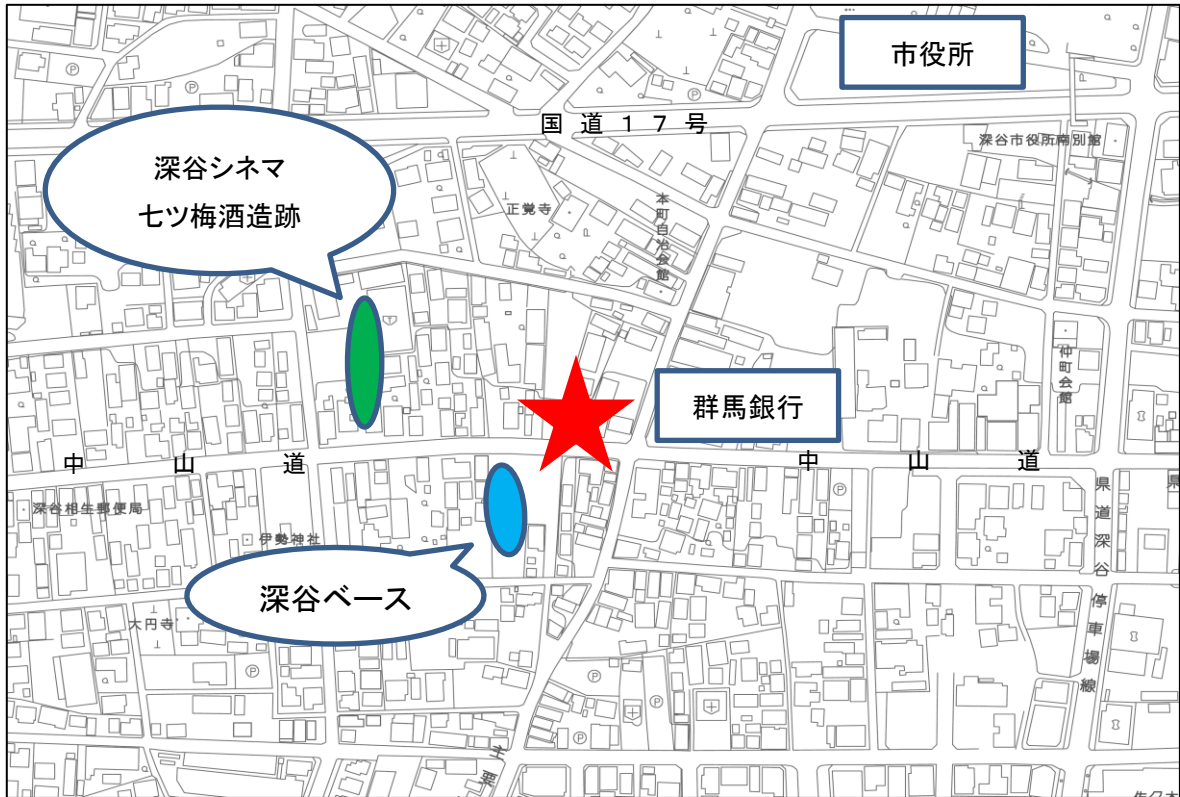 市役所
国道17号
深谷市役所南別館
深谷シネマ
七ツ梅酒造跡
正覚寺
本町自治会館
仲町会館
群馬銀行
中山道
中山道
深谷相生郵便局
伊勢神社
県道深谷停車場線
県
深谷ベース
大円寺
主要